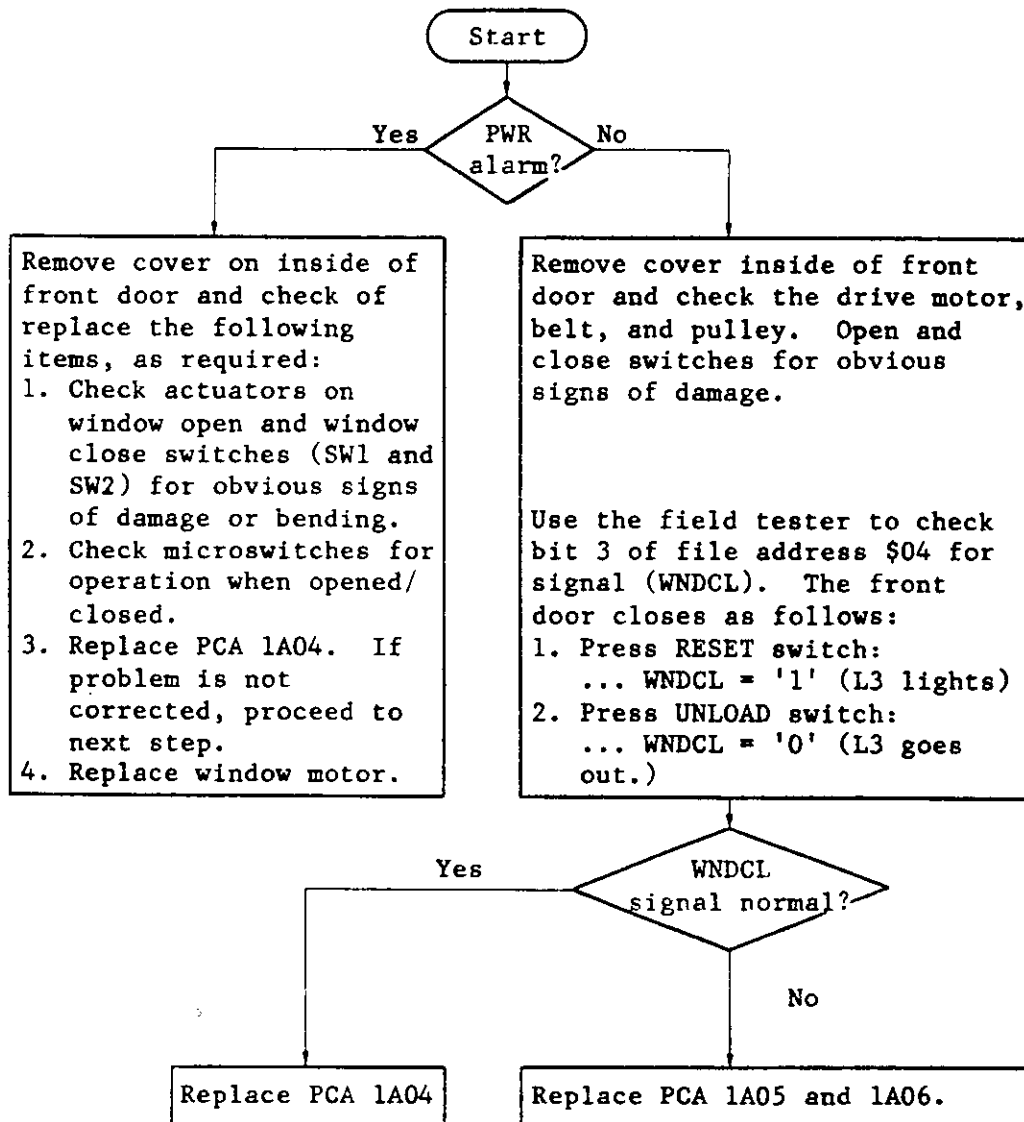 Start
PWR
alarm?
Yes
No
Remove cover on inside of
front door and check of
replace the following
items, as required:
1. Check actuators on
window open and window
close switches (SW1 and
SW2) for obvious signs
of damage or bending.
2. Check microswitches for
operation when opened/
closed.
3. Replace PCA 1A04. If
problem is not
corrected, proceed to
next step.
4. Replace window motor.
Remove cover inside of front
door and check the drive motor,
belt, and pulley. Open and
close switches for obvious
signs of damage.
Use the field tester to check
bit 3 of file address $04 for
signal (WNDCL). The front
door closes as follows:
1. Press RESET switch:
... WNDCL = '1' (L3 lights)
2. Press UNLOAD switch:
... WNDCL = '0' (L3 goes
out.)
WNDCL
signal normal?
Yes
No
Replace PCA 1A04
Replace PCA 1A05 and 1A06.